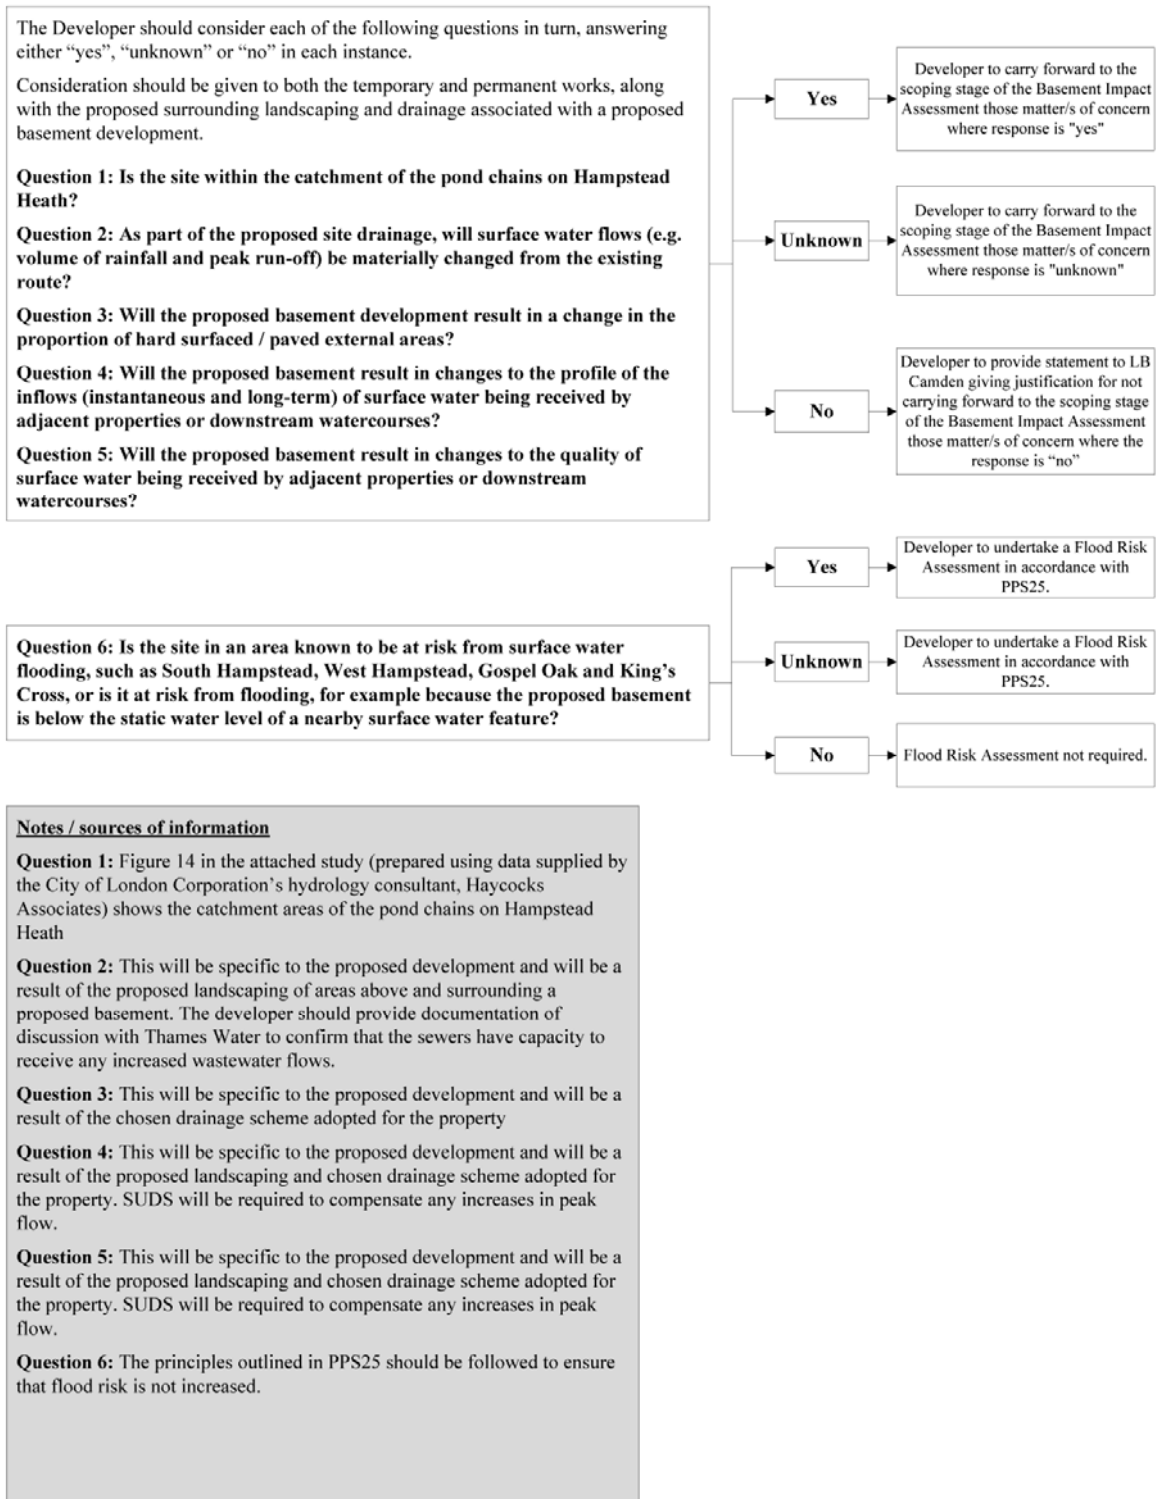 The Developer should consider each of the following questions in turn, answering
either “yes”, “unknown” or “no” in each instance.
Consideration should be given to both the temporary and permanent works, along
with the proposed surrounding landscaping and drainage associated with a proposed
basement development.
Question 1: Is the site within the catchment of the pond chains on Hampstead
Heath?
Question 2: As part of the proposed site drainage, will surface water flows (e.g.
volume of rainfall and peak run-off) be materially changed from the existing
route?
Question 3: Will the proposed basement development result in a change in the
proportion of hard surfaced / paved external areas?
Question 4: Will the proposed basement result in changes to the profile of the
inflows (instantaneous and long-term) of surface water being received by
adjacent properties or downstream watercourses?
Question 5: Will the proposed basement result in changes to the quality of
surface water being received by adjacent properties or downstream
watercourses?
Yes
Developer to carry forward to the
scoping stage of the Basement Impact
Assessment those matter/s of concern
where response is "yes"
Unknown
Developer to carry forward to the
scoping stage of the Basement Impact
Assessment those matter/s of concern
where response is "unknown"
No
Developer to provide statement to LB
Camden giving justification for not
carrying forward to the scoping stage
of the Basement Impact Assessment
those matter/s of concern where the
response is “no”
Question 6: Is the site in an area known to be at risk from surface water
flooding, such as South Hampstead, West Hampstead, Gospel Oak and King’s
Cross, or is it at risk from flooding, for example because the proposed basement
is below the static water level of a nearby surface water feature?
Yes
Developer to undertake a Flood Risk
Assessment in accordance with
PPS25.
Unknown
Developer to undertake a Flood Risk
Assessment in accordance with
PPS25.
No
Flood Risk Assessment not required.
Notes / sources of information
Question 1: Figure 14 in the attached study (prepared using data supplied by
the City of London Corporation’s hydrology consultant, Haycocks
Associates) shows the catchment areas of the pond chains on Hampstead
Heath
Question 2: This will be specific to the proposed development and will be a
result of the proposed landscaping of areas above and surrounding a
proposed basement. The developer should provide documentation of
discussion with Thames Water to confirm that the sewers have capacity to
receive any increased wastewater flows.
Question 3: This will be specific to the proposed development and will be a
result of the chosen drainage scheme adopted for the property
Question 4: This will be specific to the proposed development and will be a
result of the proposed landscaping and chosen drainage scheme adopted for
the property. SUDS will be required to compensate any increases in peak
flow.
Question 5: This will be specific to the proposed development and will be a
result of the proposed landscaping and chosen drainage scheme adopted for
the property. SUDS will be required to compensate any increases in peak
flow.
Question 6: The principles outlined in PPS25 should be followed to ensure
that flood risk is not increased.